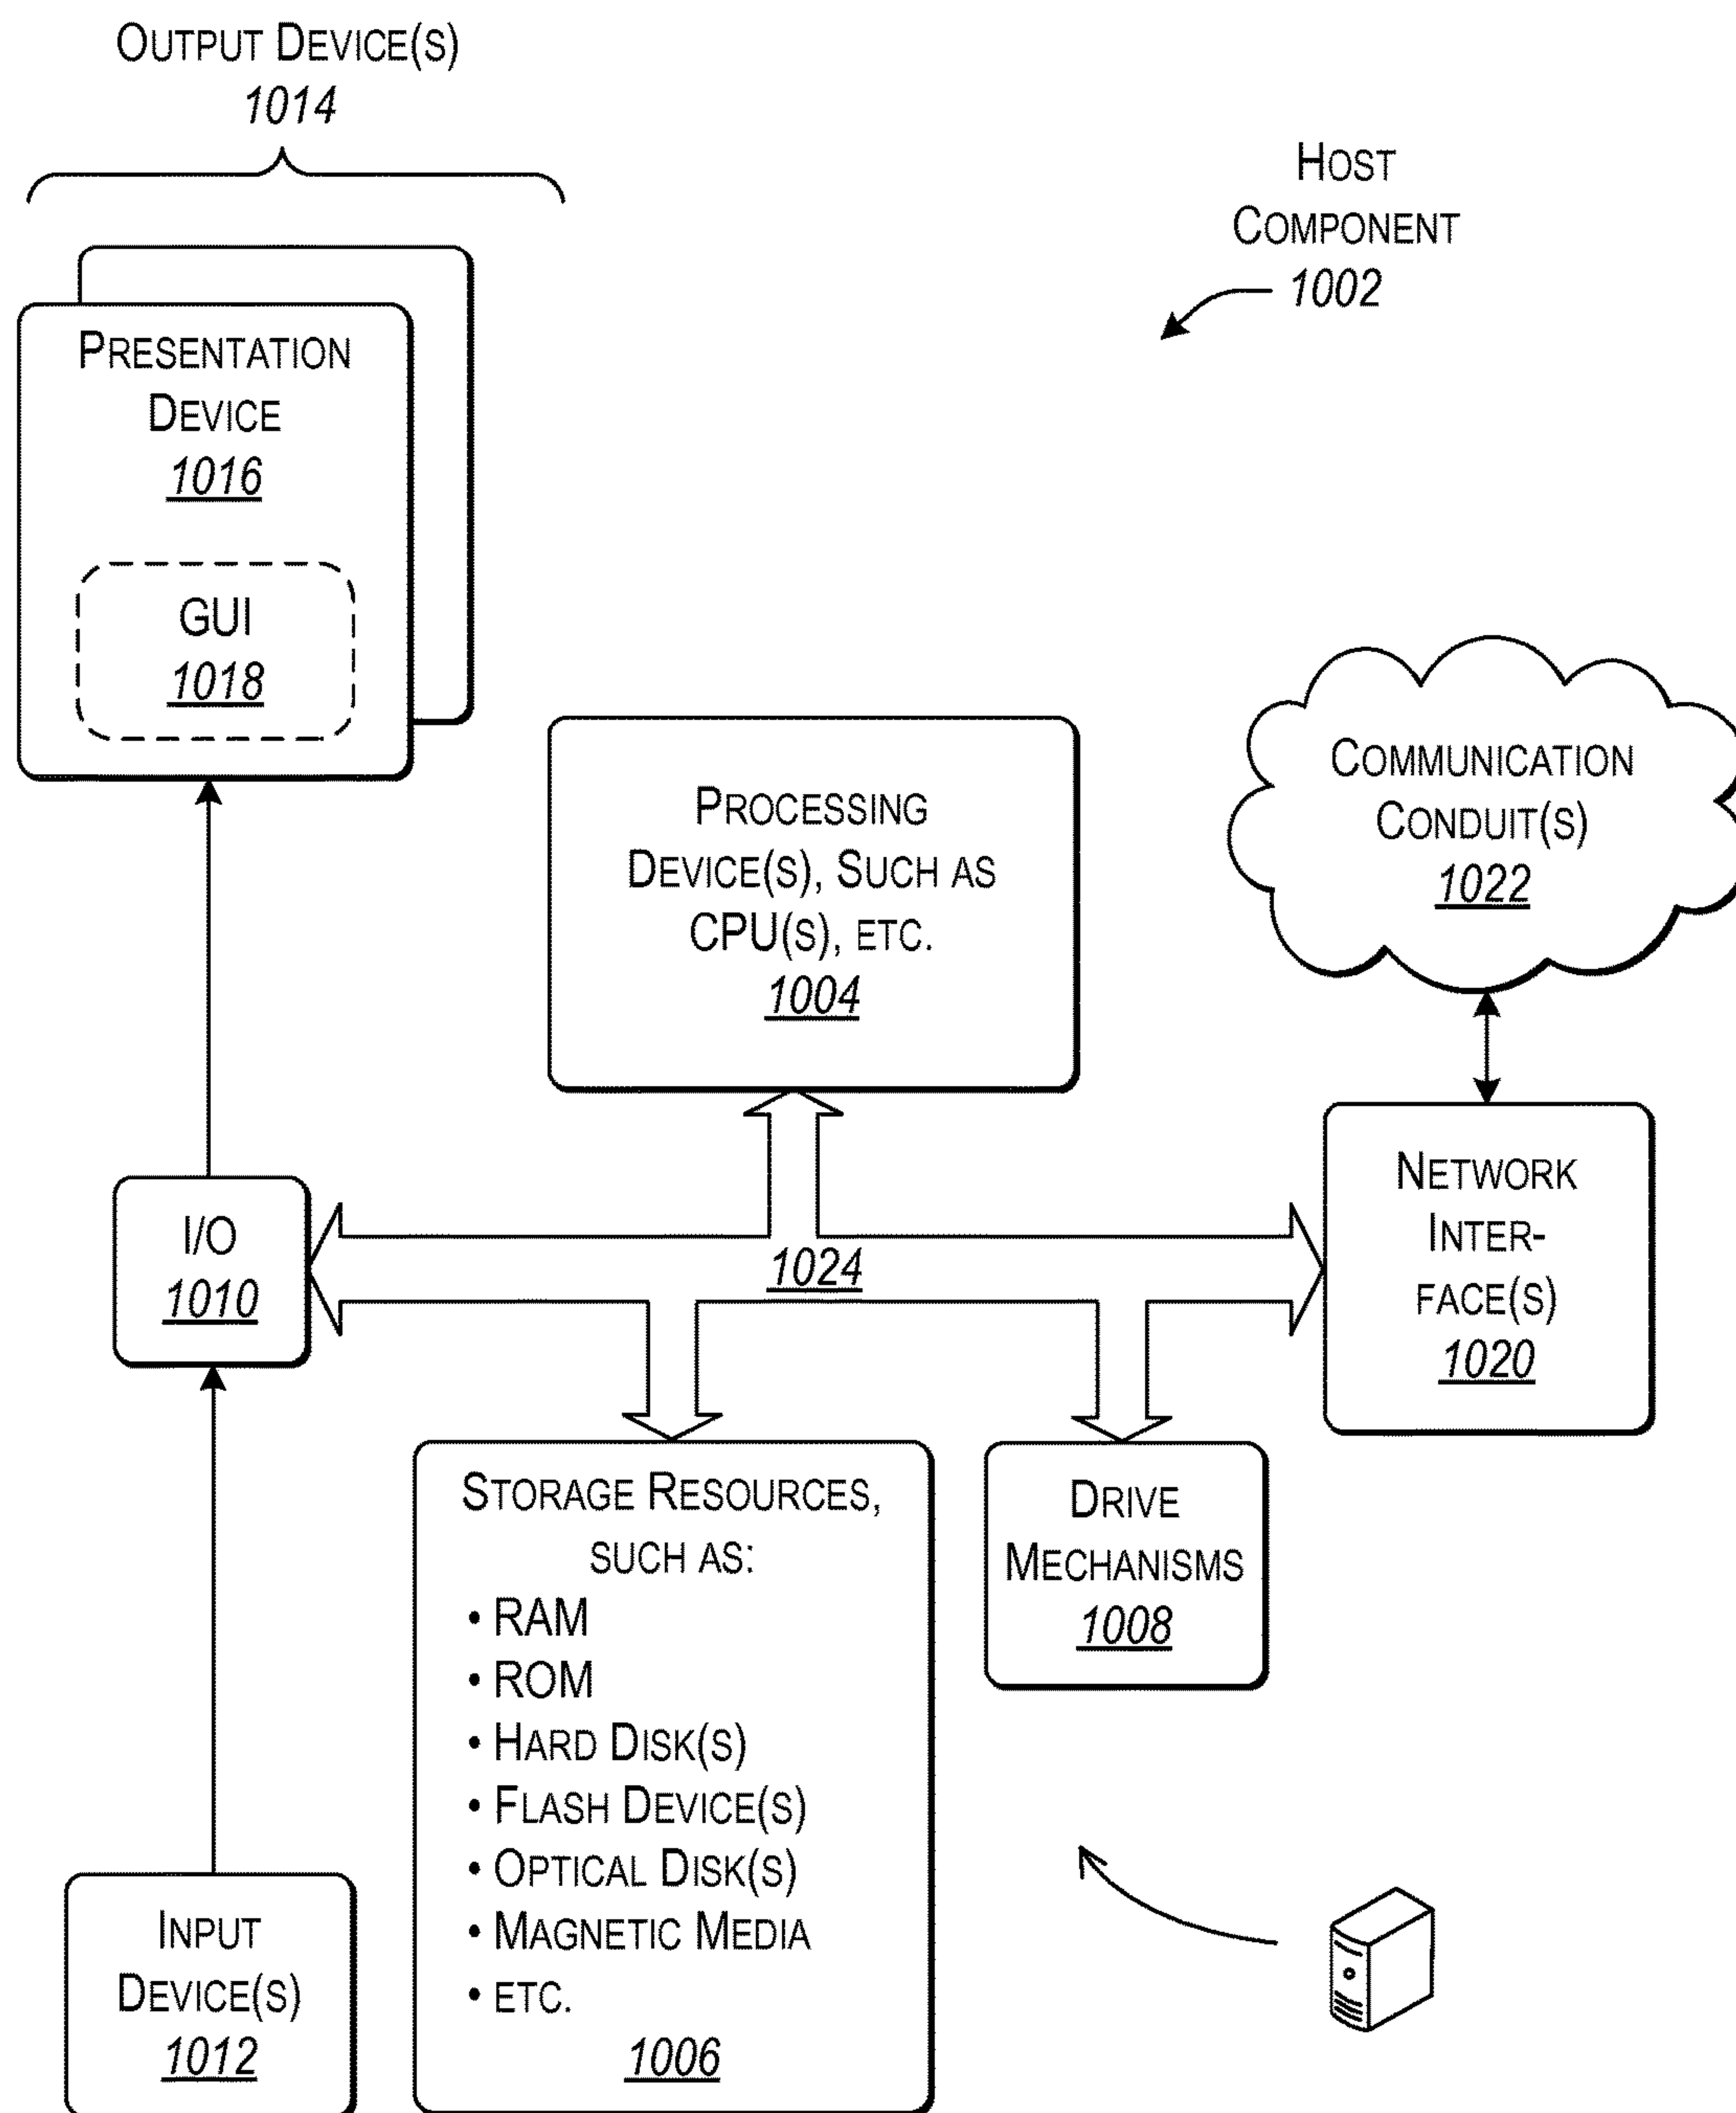 OUTPUT DEVICE(S)
1014
HOST
COMPONENT
1002
PRESENTATION
DEVICE
1016
GUI
1018
PROCESSING
DEVICE(S), SUCH AS
CPU(S), ETC.
1004
COMMUNICATION
CONDUIT(S)
1022
I/O
1010
1024
NETWORK
INTER-
FACE(S)
1020
STORAGE RESOURCES,
SUCH AS:
• RAM
• ROM
• HARD DISK(S)
• FLASH DEVICE(S)
• OPTICAL DISK(S)
• MAGNETIC MEDIA
• ETC.
1006
DRIVE
MECHANISMS
1008
INPUT
DEVICE(S)
1012